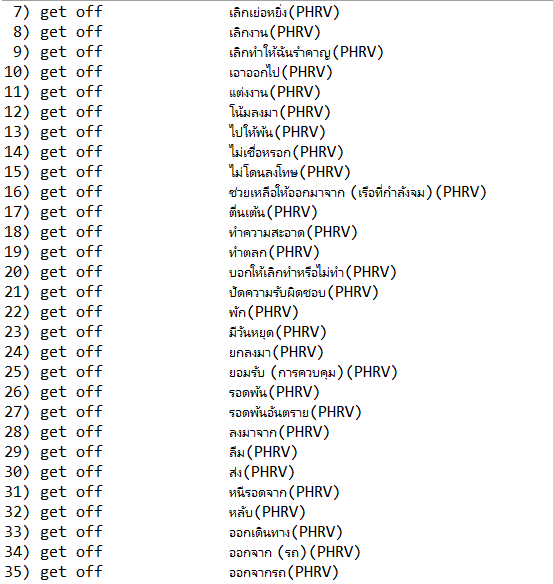 7) get off เลิกเย่อหยิ่ง(PHRV)
8) get off เลิกงาน(PHRV)
9) get off เลิกทำให้ฉันรำคาญ(PHRV)
10) get off เอาออกไป(PHRV)
11) get off แต่งงาน(PHRV)
12) get off โน้มลงมา(PHRV)
13) get off ไปให้พ้น(PHRV)
14) get off ไม่เชื่อหรอก(PHRV)
15) get off ไม่โดนลงโทษ(PHRV)
16) get off ช่วยเหลือให้ออกมาจาก (เรือที่กำลังจม)(PHRV)
17) get off ตื่นเต้น(PHRV)
18) get off ทำความสะอาด(PHRV)
19) get off ทำตลก(PHRV)
20) get off บอกให้เลิกทำหรือไม่ทำ(PHRV)
21) get off ปัดความรับผิดชอบ(PHRV)
22) get off พัก(PHRV)
23) get off มีวันหยุด(PHRV)
24) get off ยกลงมา(PHRV)
25) get off ยอมรับ (การควบคุม)(PHRV)
26) get off รอดพ้น(PHRV)
27) get off รอดพ้นอันตราย(PHRV)
28) get off ลงมาจาก(PHRV)
29) get off ลืม(PHRV)
30) get off ส่ง(PHRV)
31) get off หนีรอดจาก(PHRV)
32) get off หลับ(PHRV)
33) get off ออกเดินทาง(PHRV)
34) get off ออกจาก (รถ)(PHRV)
35) get off ออกจากรถ(PHRV)